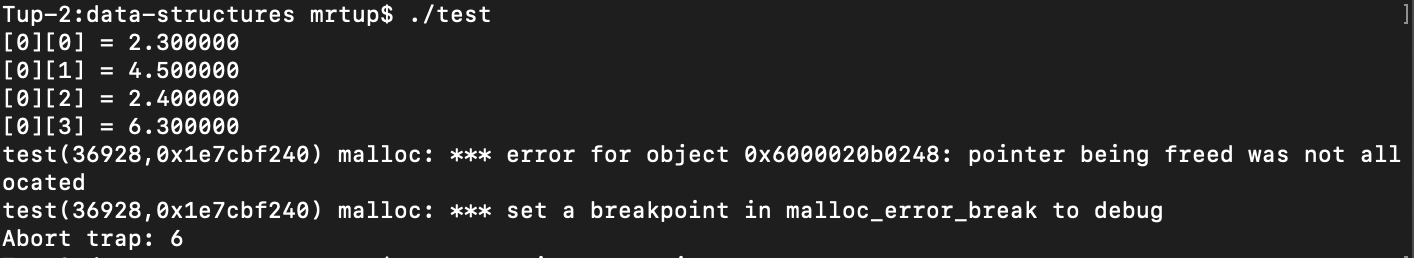 Tup-2:data-structures mrtup$ ./test ]
[0][0] = 2.300000
[0][1] = 4.500000
[0][2] = 2.400000
[0][3] = 6.300000
test(36928,0x1e7cbf240) malloc: *** error for object 0x6000020b0248: pointer being freed was not all
ocated
test(36928,0x1e7cbf240) malloc: *** set a breakpoint in malloc_error_break to debug
Abort trap: 6